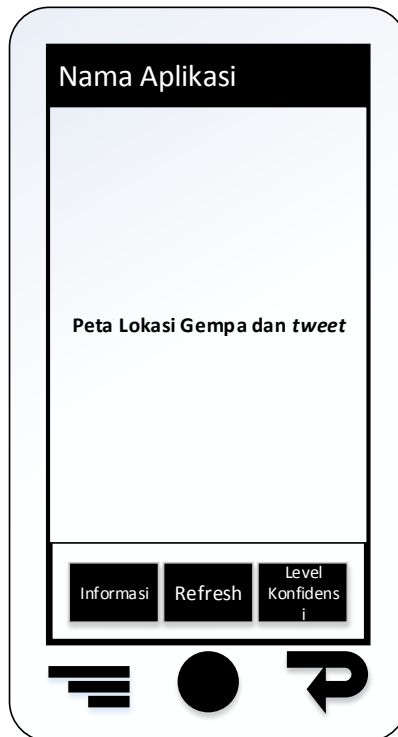 Nama Aplikasi
Peta Lokasi Gempa dan tweet
Informasi
Refresh
Level
Konfidens
i